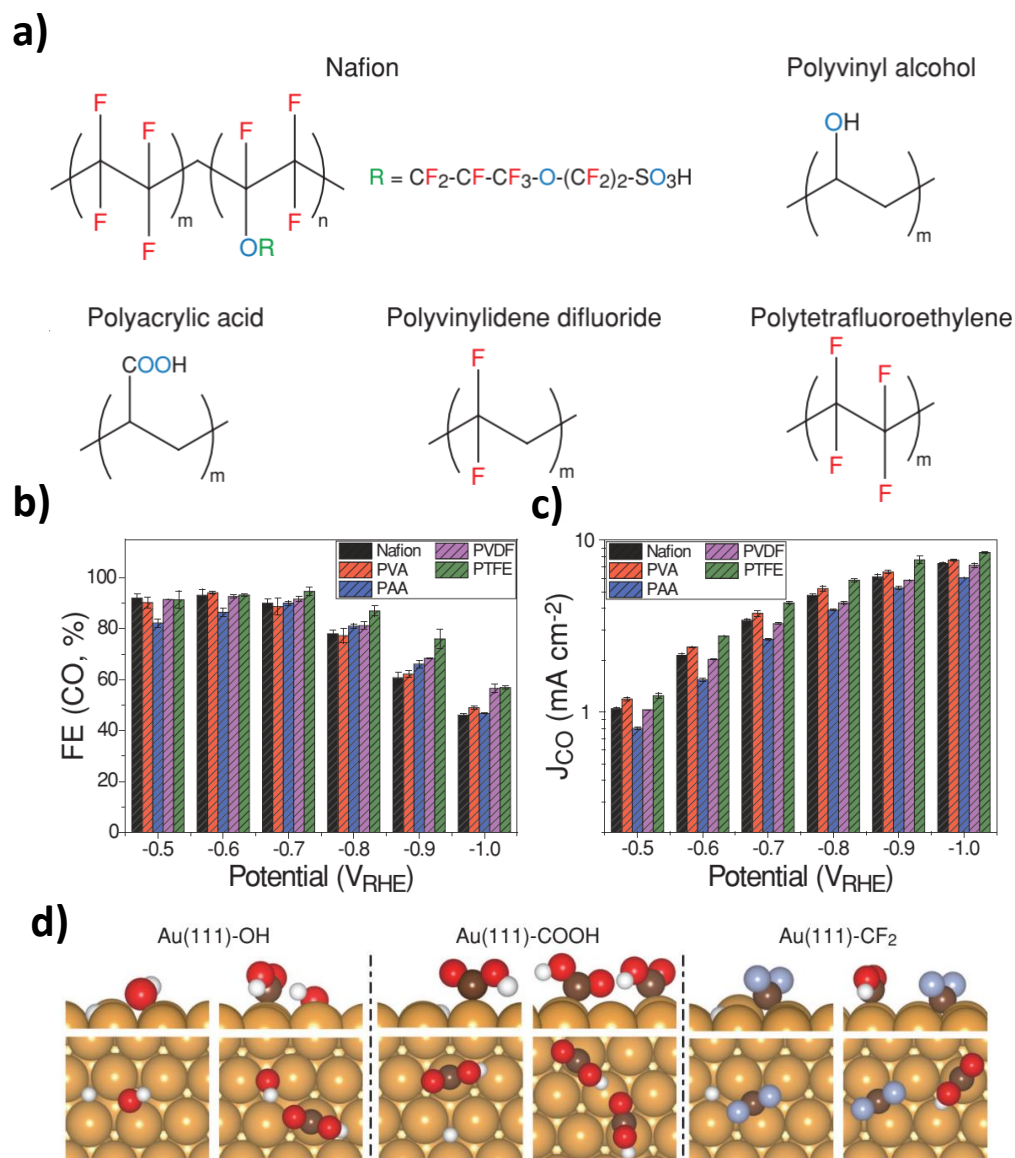 a)
Nafion
Polyvinyl alcohol
F F F F
F F F OR m n
R = CF2-CF-CF3-O-(CF2)2-SO3H
OH
m
Polyacrylic acid
Polyvinylidene difluoride
Polytetrafluoroethylene
COOH
m
F
F
m
F F
F F
m
b)
Nafion PVDF
PVA PTFE
PAA
100
80
60
40
20
0
FE (CO, %)
-0.5 -0.6 -0.7 -0.8 -0.9 -1.0
Potential (VRHE)
c)
Nafion PVDF
PVA PTFE
PAA
10
1
JCO (mA cm-2)
-0.5 -0.6 -0.7 -0.8 -0.9 -1.0
Potential (VRHE)
d)
Au(111)-OH
Au(111)-COOH
Au(111)-CF2